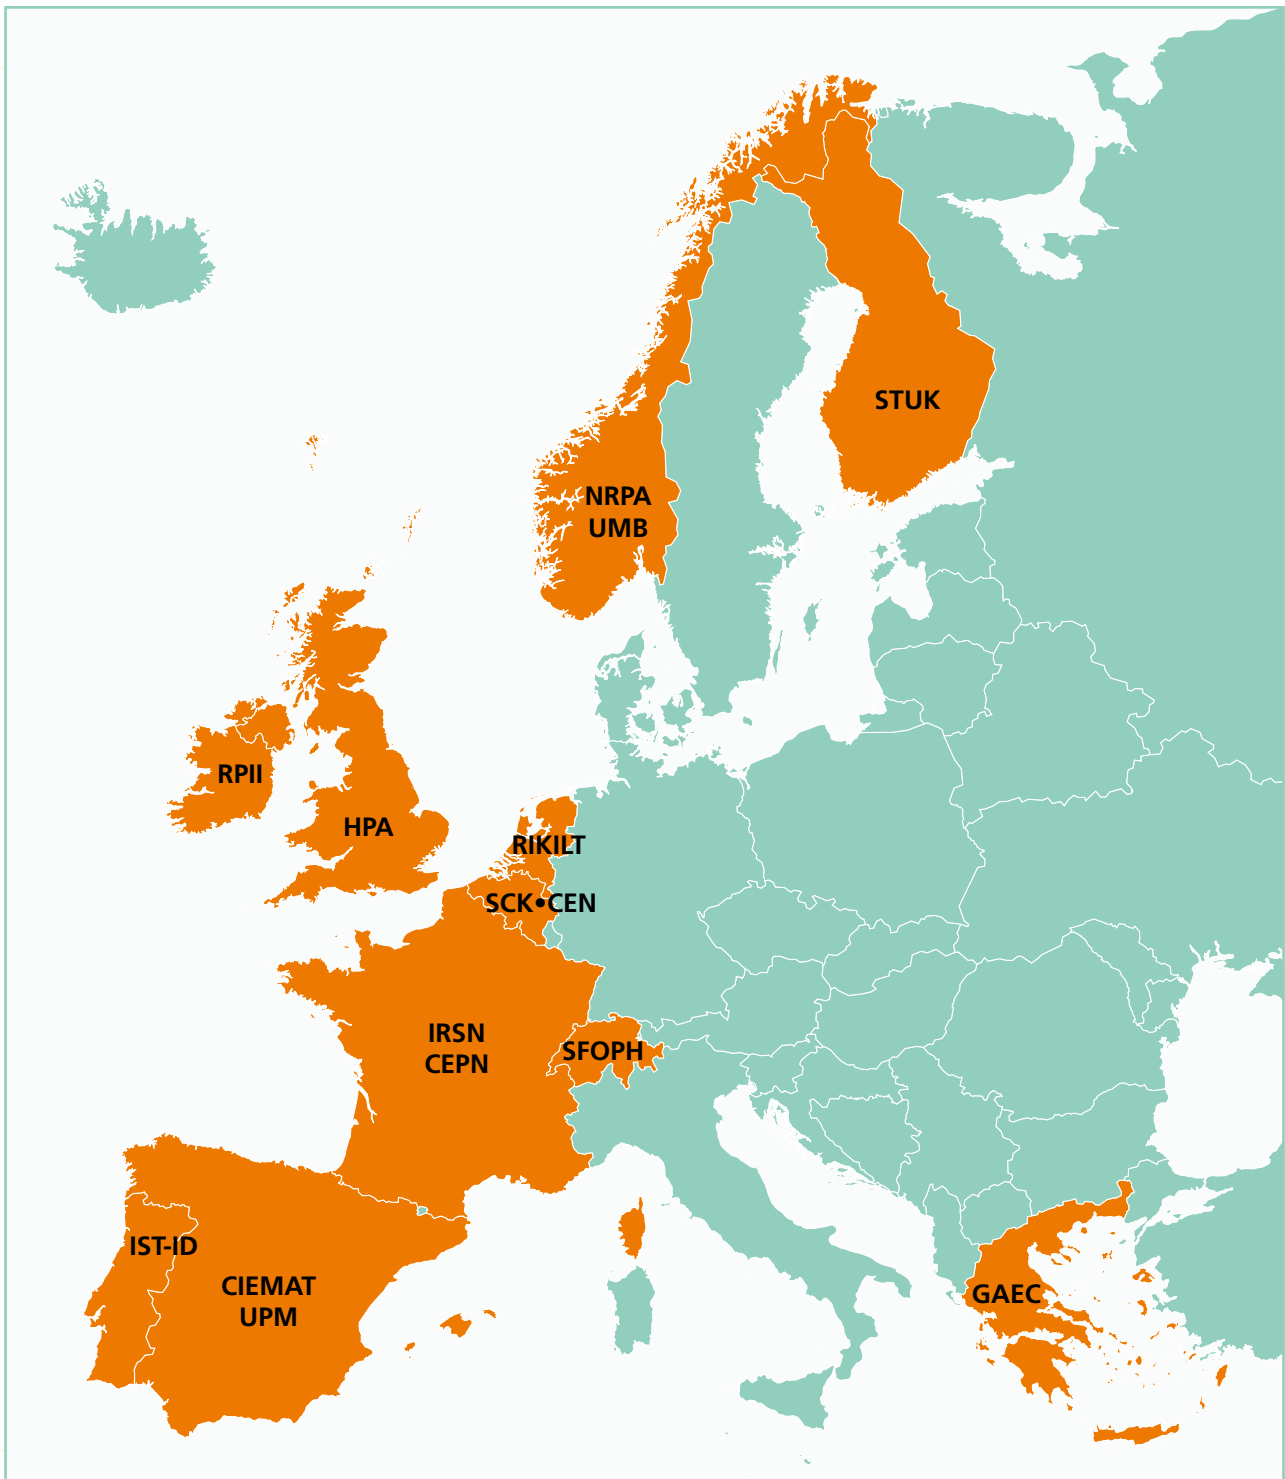 STUK
NRPA
UMB
RPII
HPA
RIKILT
SCK•CEN
IRSN
CEPN
SFOPH
IST-ID
CIEMAT
UPM
GAEC